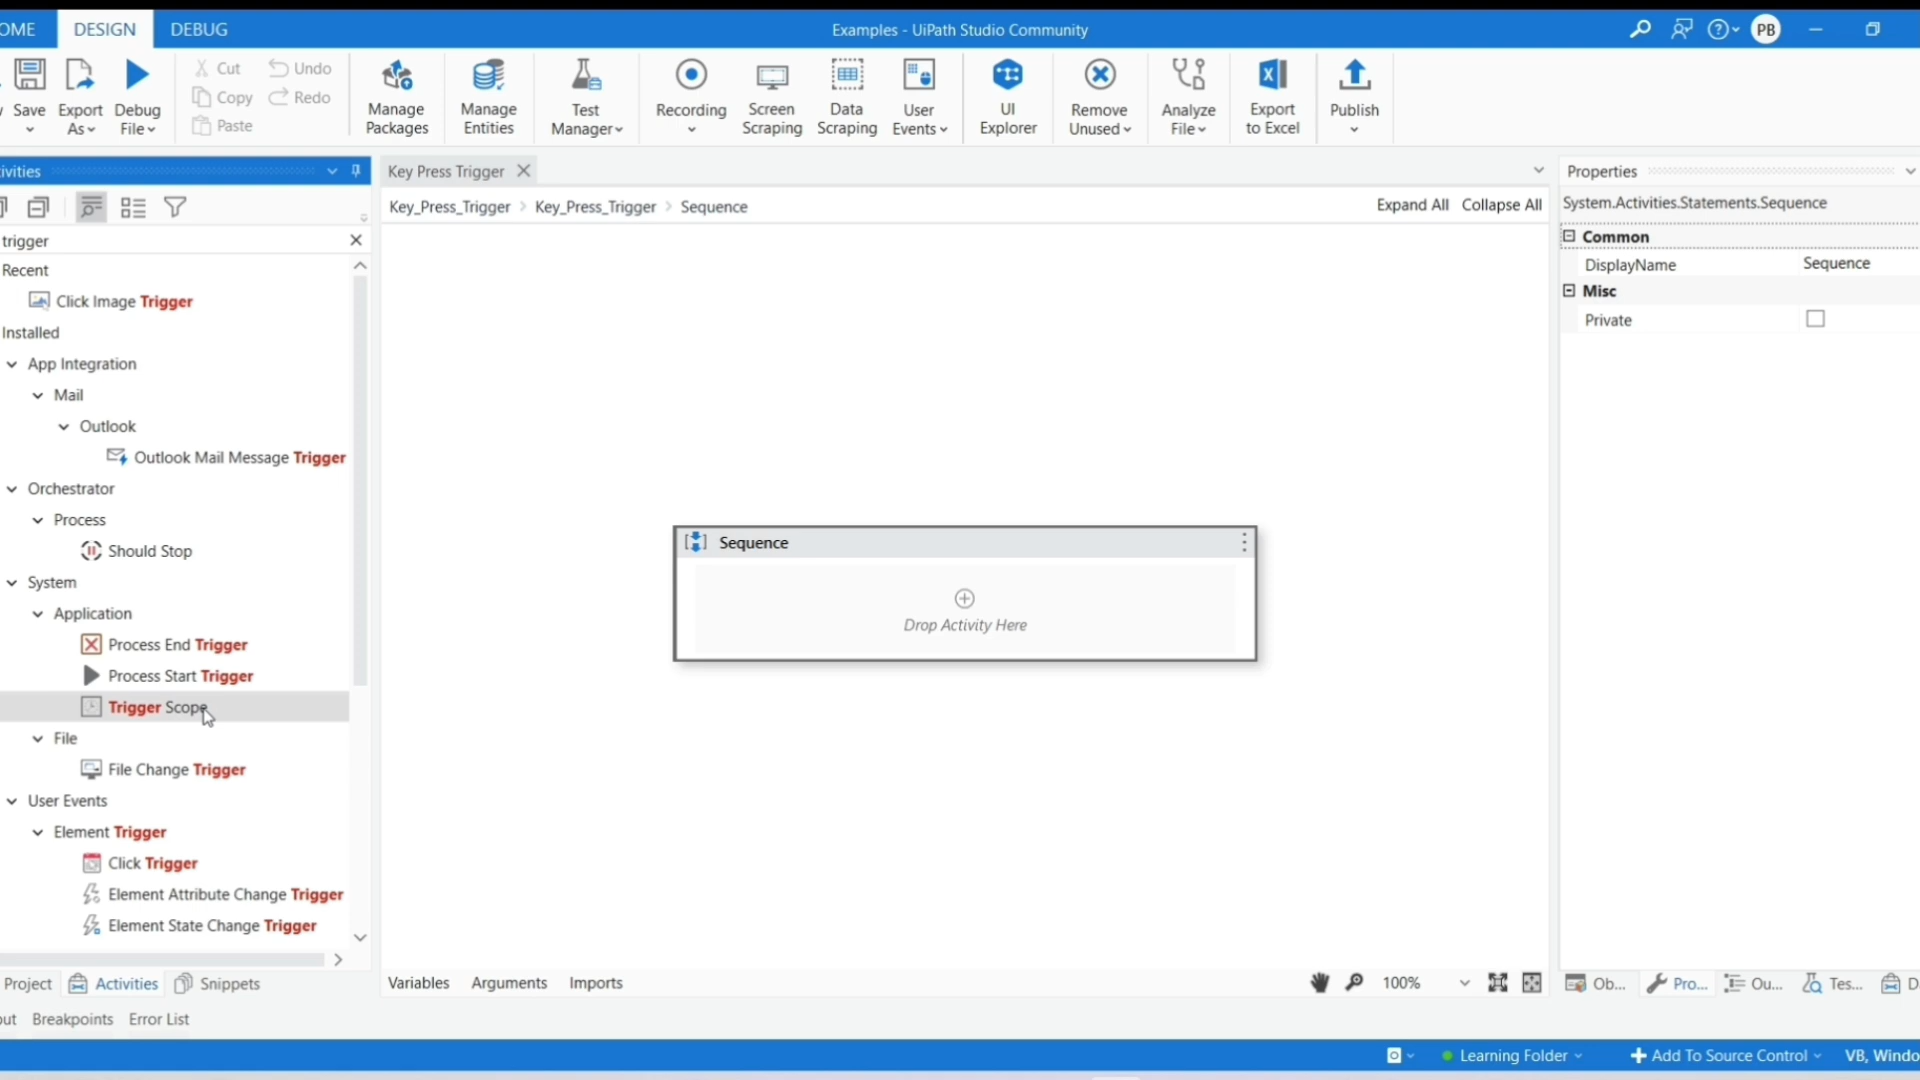 OME DESIGN DEBUG Examples - UiPath Studio Community PB
Save Export As Debug File Cut Copy Paste Undo Redo Manage Packages Manage Entities Test Manager Recording Screen Scraping Data Scraping User Events UI Explorer Remove Unused Analyze File Export to Excel Publish
ivities
Key Press Trigger
Properties
Key_Press_Trigger > Key_Press_Trigger > Sequence
Expand All Collapse All
System.Activities.Statements.Sequence
trigger
Common
DisplayName Sequence
Misc
Private
Recent
Click Image Trigger
Installed
App Integration
Mail
Outlook
Outlook Mail Message Trigger
Orchestrator
Process
Should Stop
System
Application
Process End Trigger
Process Start Trigger
Trigger Scope
File
File Change Trigger
User Events
Element Trigger
Click Trigger
Element Attribute Change Trigger
Element State Change Trigger
Sequence
Drop Activity Here
Project Activities Snippets
Variables Arguments Imports 100%
Ob... Pro... Ou... Tes... D
out Breakpoints Error List
Learning Folder Add To Source Control VB, Windo